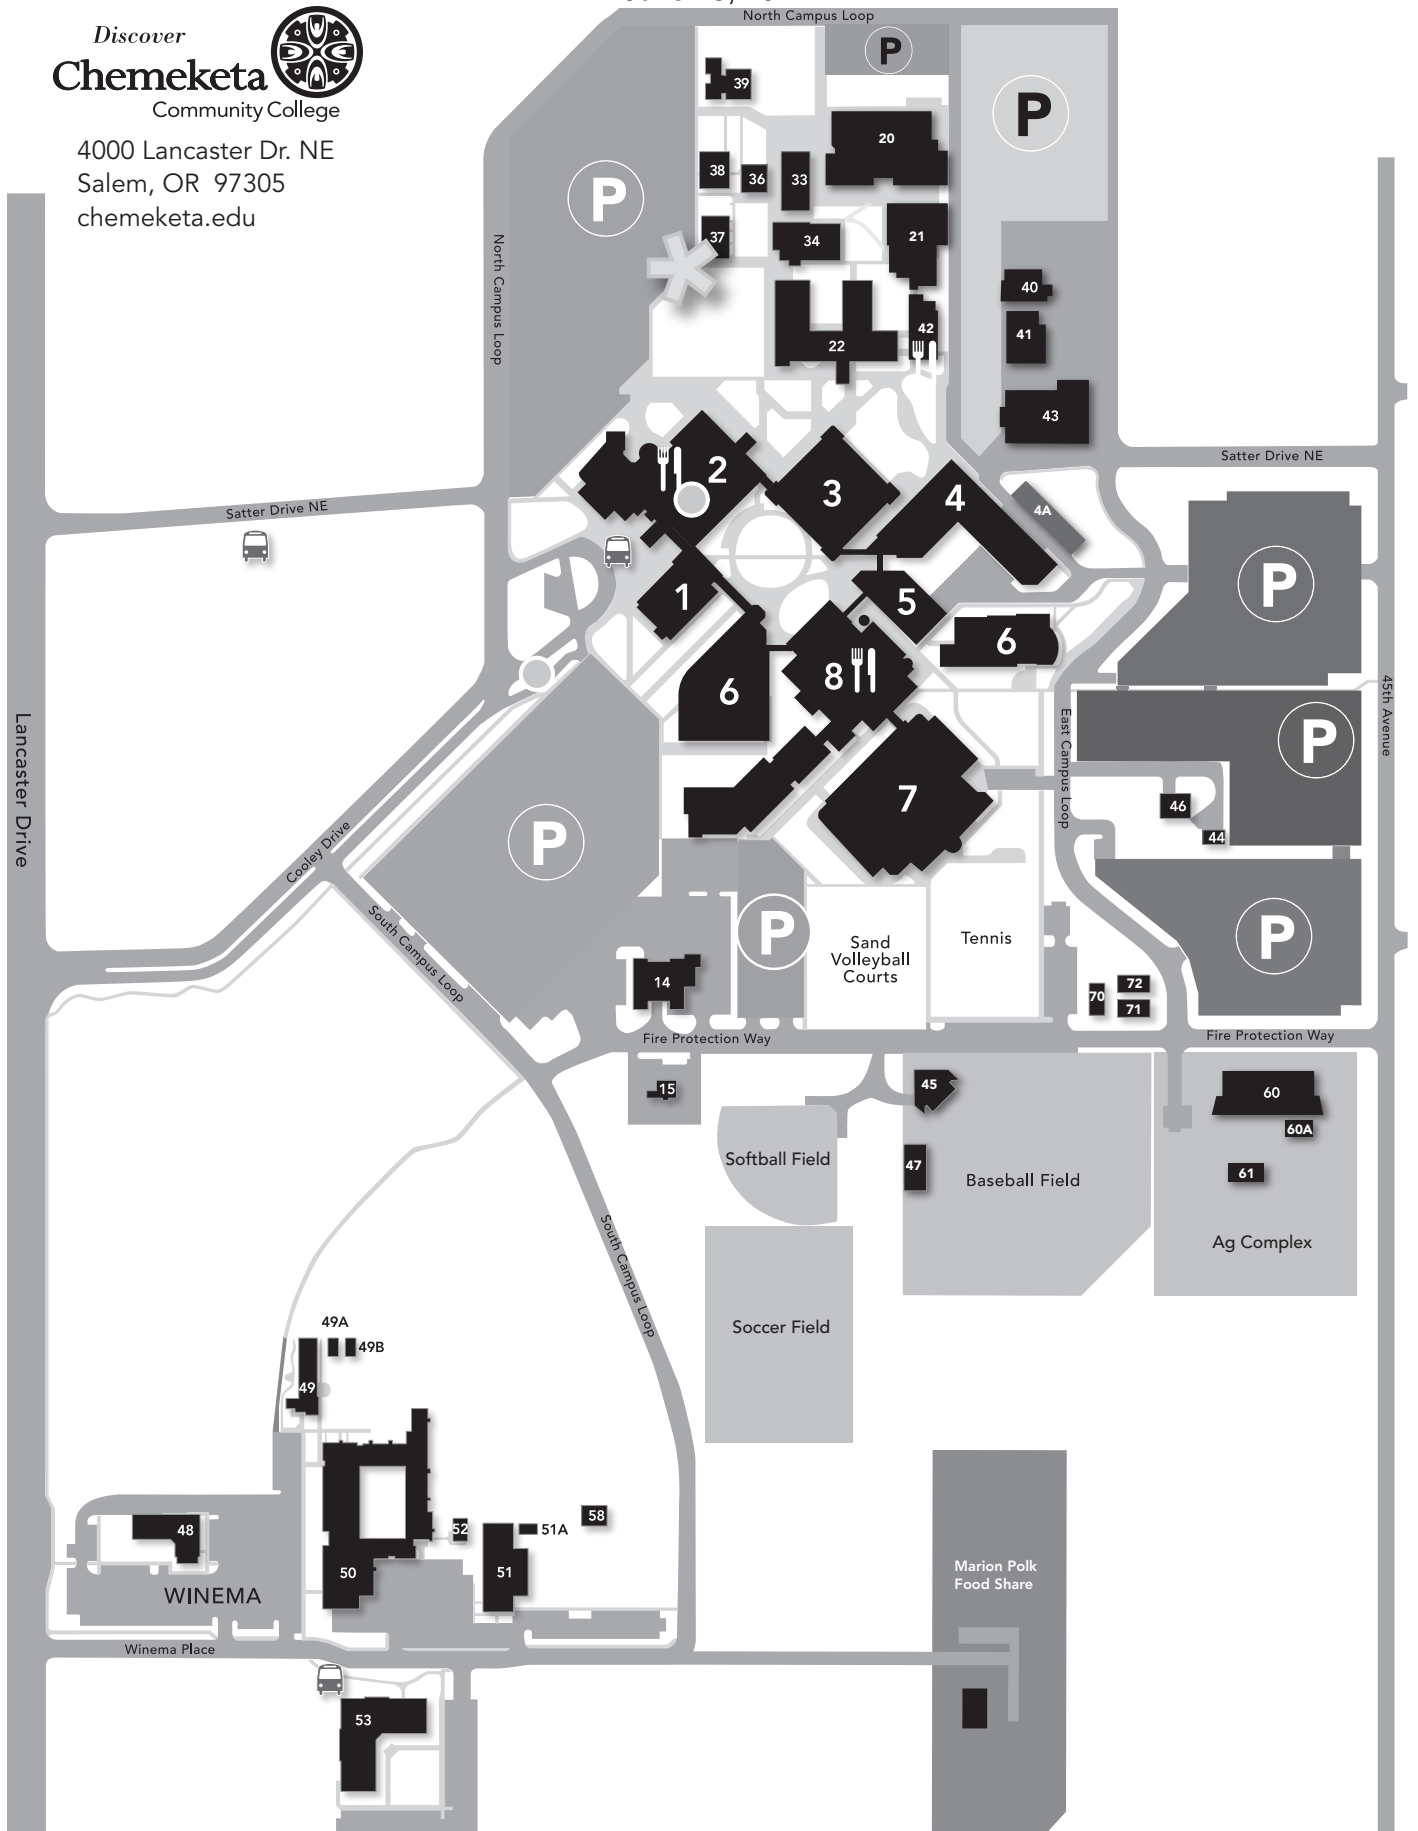 North Campus Loop
Discover
Chemeketa
Community College
4000 Lancaster Dr. NE
Salem, OR 97305
chemeketa.edu
P
P
P
39
20
38
36
33
37
34
21
North Campus Loop
40
42
41
22
43
Satter Drive NE
2
3
4
4A
Satter Drive NE
P
1
5
6
6
8
45th Avenue
East Campus Loop
P
Lancaster Drive
7
46
44
P
Cooley Drive
South Campus Loop
P
P
Sand
Volleyball
Courts
Tennis
14
70
72
71
Fire Protection Way
Fire Protection Way
15
45
60
60A
47
61
Softball Field
Baseball Field
Ag Complex
South Campus Loop
Soccer Field
49A
49B
49
48
52
51A
58
50
51
WINEMA
Marion Polk
Food Share
Winema Place
53